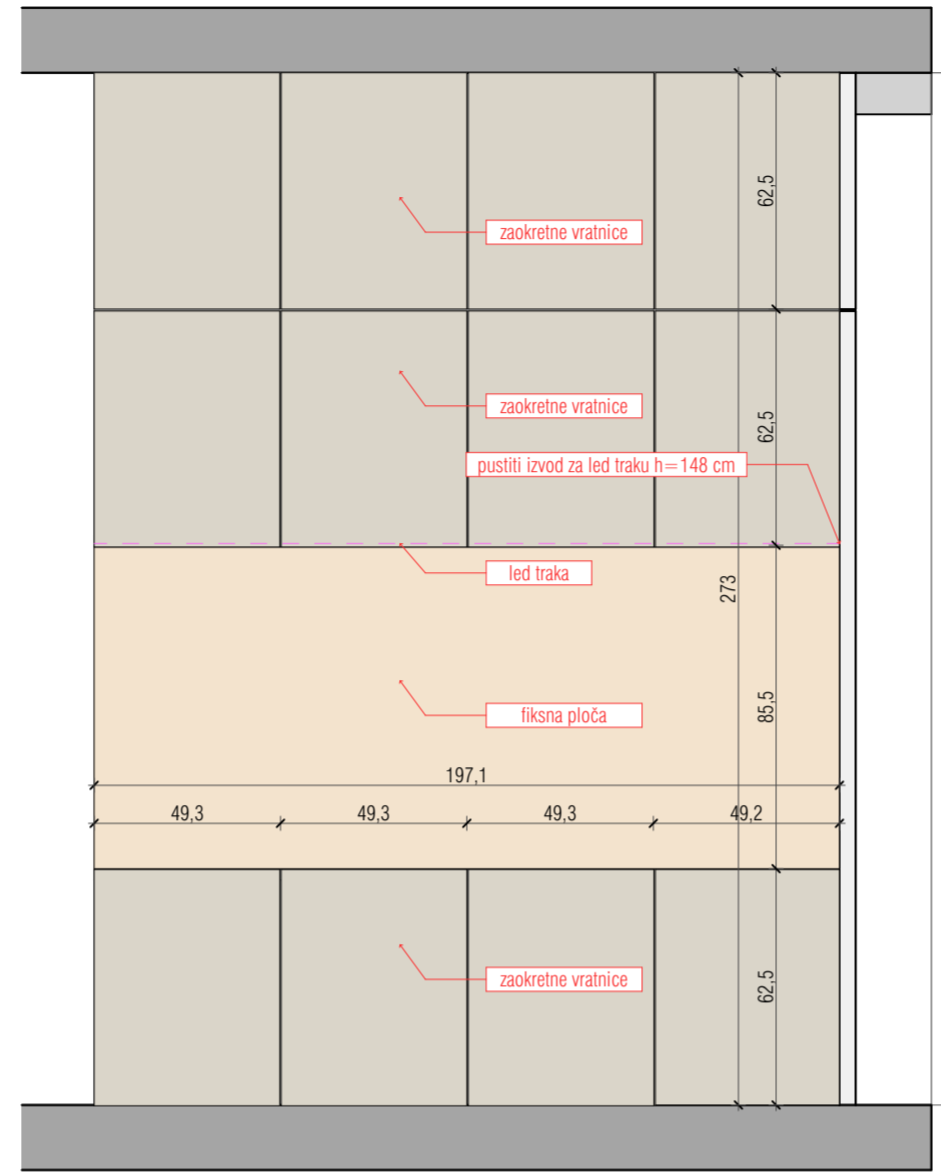 62,5
zaokretne vratnice
zaokretne vratnice
62,5
pustiti izvod za led traku h=148 cm
led traka
273
85,5
fiksna ploča
197,1
49,3
49,3
49,3
49,2
zaokretne vratnice
62,5